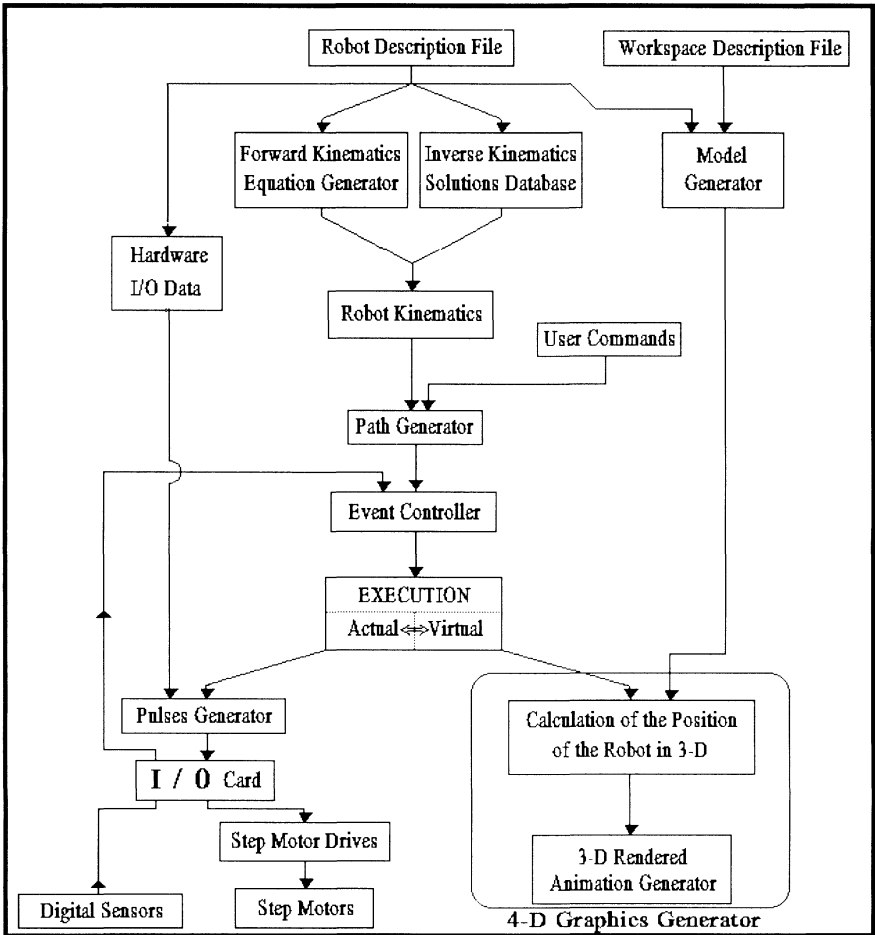 Robot Description File
Workspace Description File
Forward Kinematics
Equation Generator
Inverse Kinematics
Solutions Database
Model
Generator
Hardware
I/O Data
Robot Kinematics
User Commands
Path Generator
Event Controller
EXECUTION
Actual⇔Virtual
Pulses Generator
Calculation of the Position
of the Robot in 3-D
I / O Card
Step Motor Drives
3-D Rendered
Animation Generator
Digital Sensors
Step Motors
4-D Graphics Generator